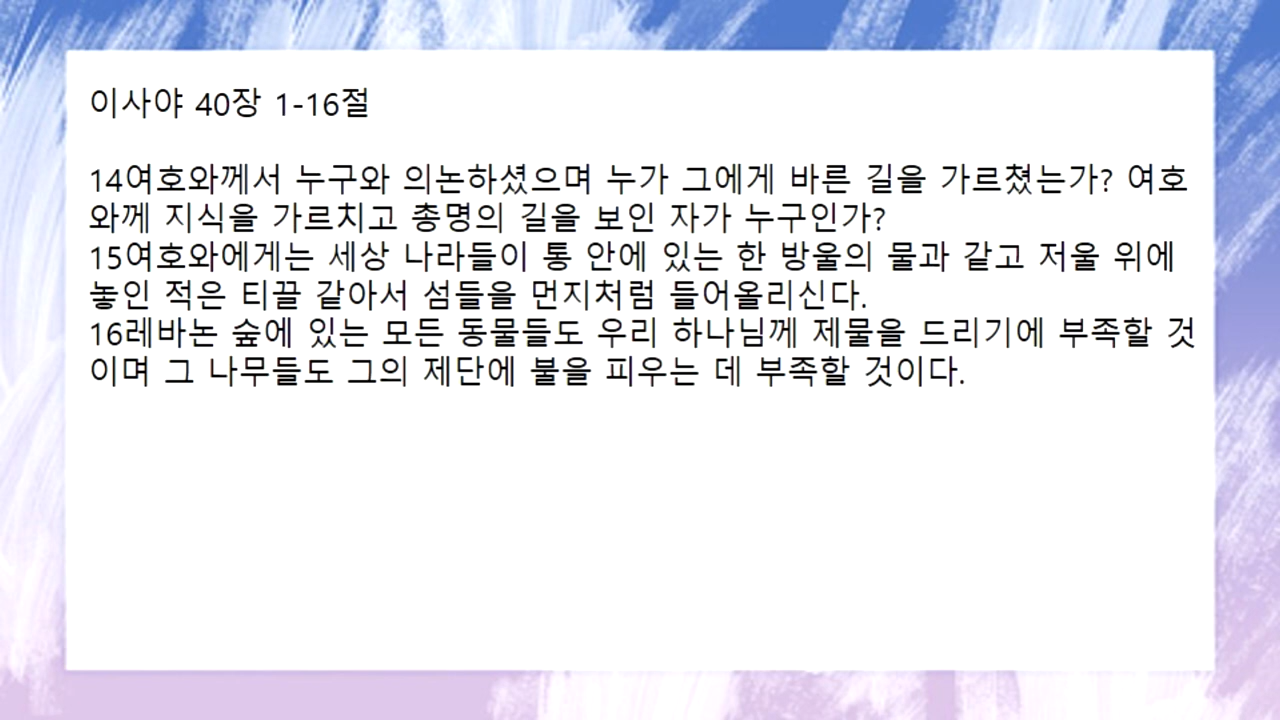 이사야 40장 1-16절
14여호와께서 누구와 의논하셨으며 누가 그에게 바른 길을 가르쳤는가? 여호
와께 지식을 가르치고 총명의 길을 보인 자가 누구인가?
15여호와에게는 세상 나라들이 통 안에 있는 한 방울의 물과 같고 저울 위에
놓인 적은 티끌 같아서 섬들을 먼지처럼 들어올리신다.
16레바논 숲에 있는 모든 동물들도 우리 하나님께 제물을 드리기에 부족할 것
이며 그 나무들도 그의 제단에 불을 피우는 데 부족할 것이다.